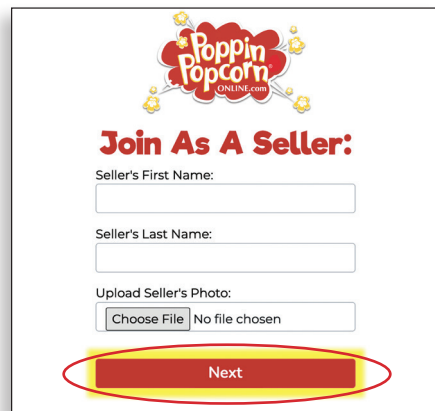 Poppin
Popcorn®
ONLINE.com
Join As A Seller:
Seller's First Name:
Seller's Last Name:
Upload Seller's Photo:
Choose File No file chosen
Next